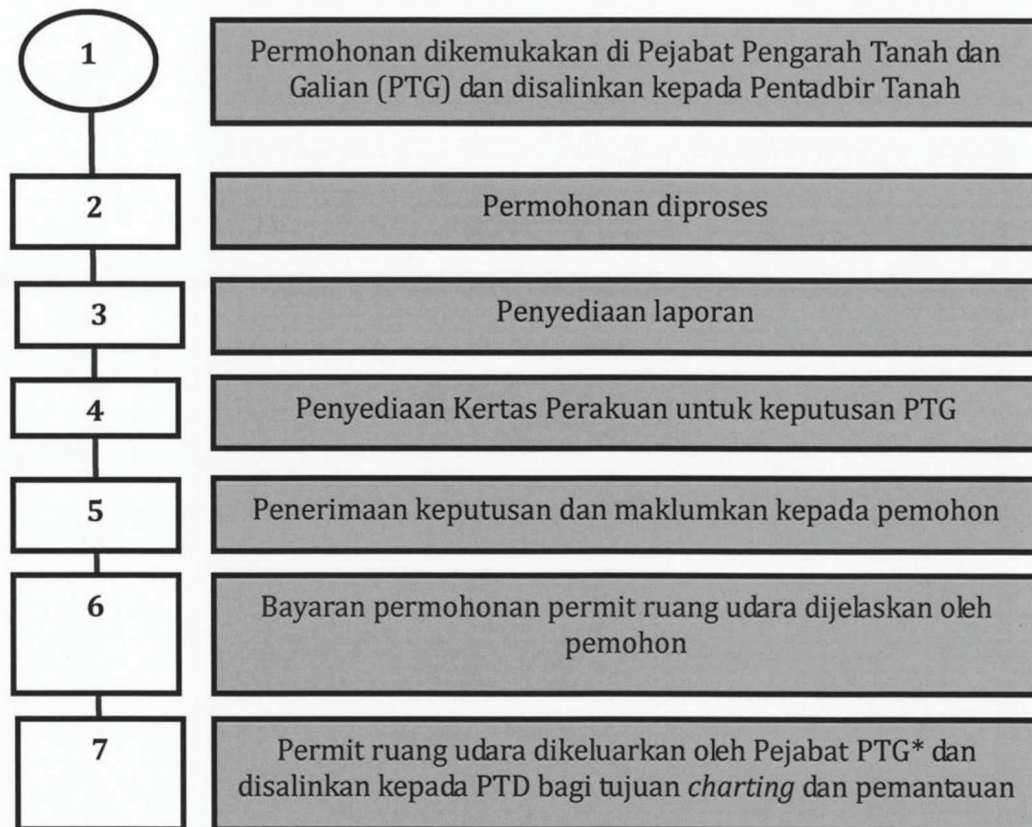 1
Permohonan dikemukakan di Pejabat Pengarah Tanah dan
Galian (PTG) dan disalinkan kepada Pentadbir Tanah
2
Permohonan diproses
3
Penyediaan laporan
4
Penyediaan Kertas Perakuan untuk keputusan PTG
5
Penerimaan keputusan dan maklumkan kepada pemohon
6
Bayaran permohonan permit ruang udara dijelaskan oleh
pemohon
7
Permit ruang udara dikeluarkan oleh Pejabat PTG* dan
disalinkan kepada PTD bagi tujuan charting dan pemantauan